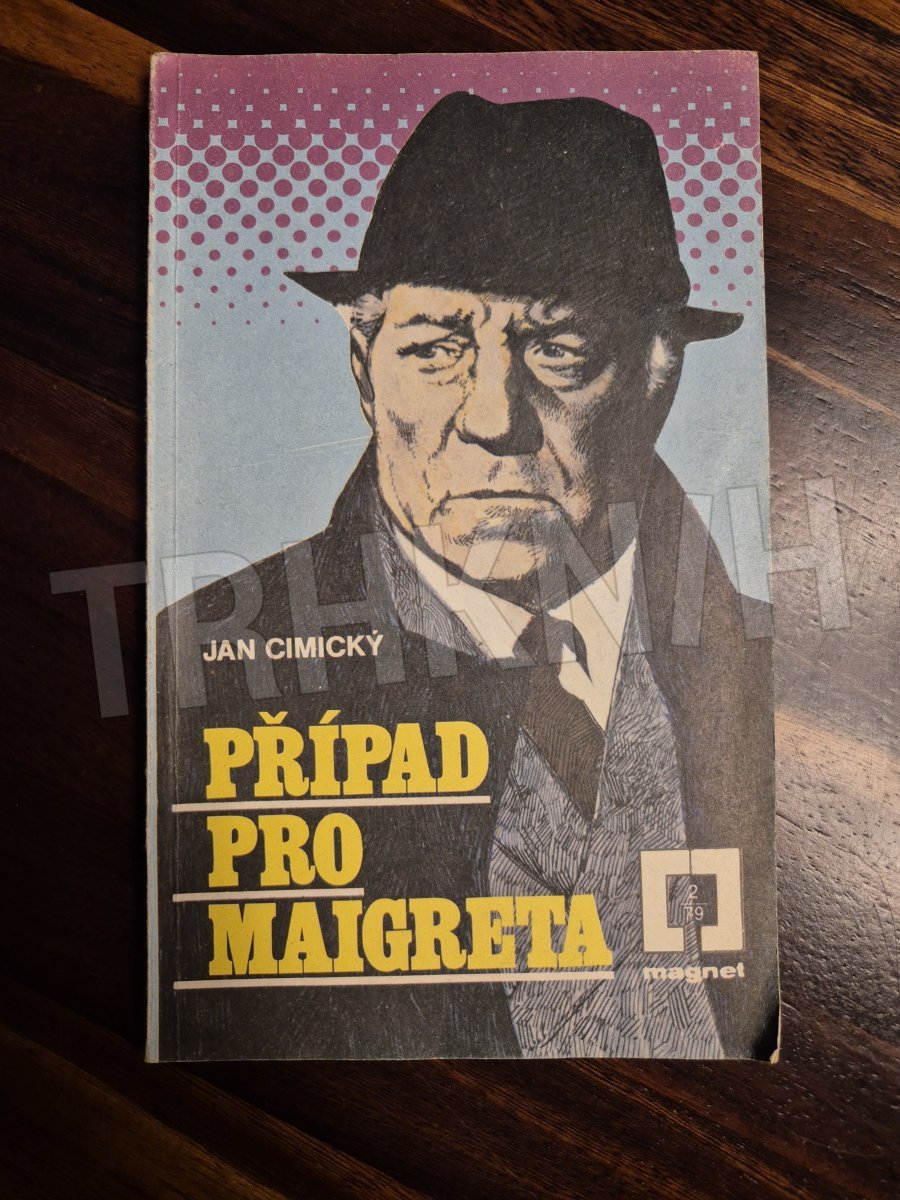 JAN CIMICKÝ
PŘÍPAD
PRO
MAIGRETA
2
79
magnet
TRHKNIH